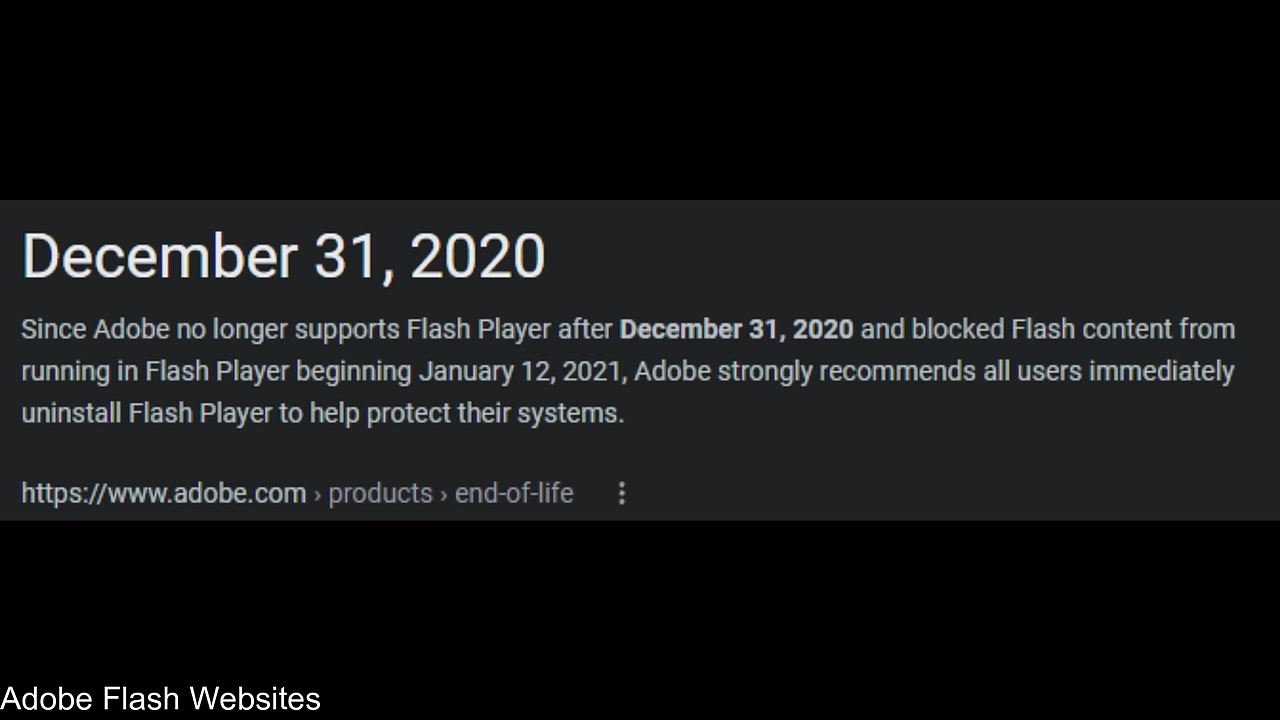 December 31, 2020
Since Adobe no longer supports Flash Player after December 31, 2020 and blocked Flash content from
running in Flash Player beginning January 12, 2021, Adobe strongly recommends all users immediately
uninstall Flash Player to help protect their systems.
https://www.adobe.com › products › end-of-life
Adobe Flash Websites